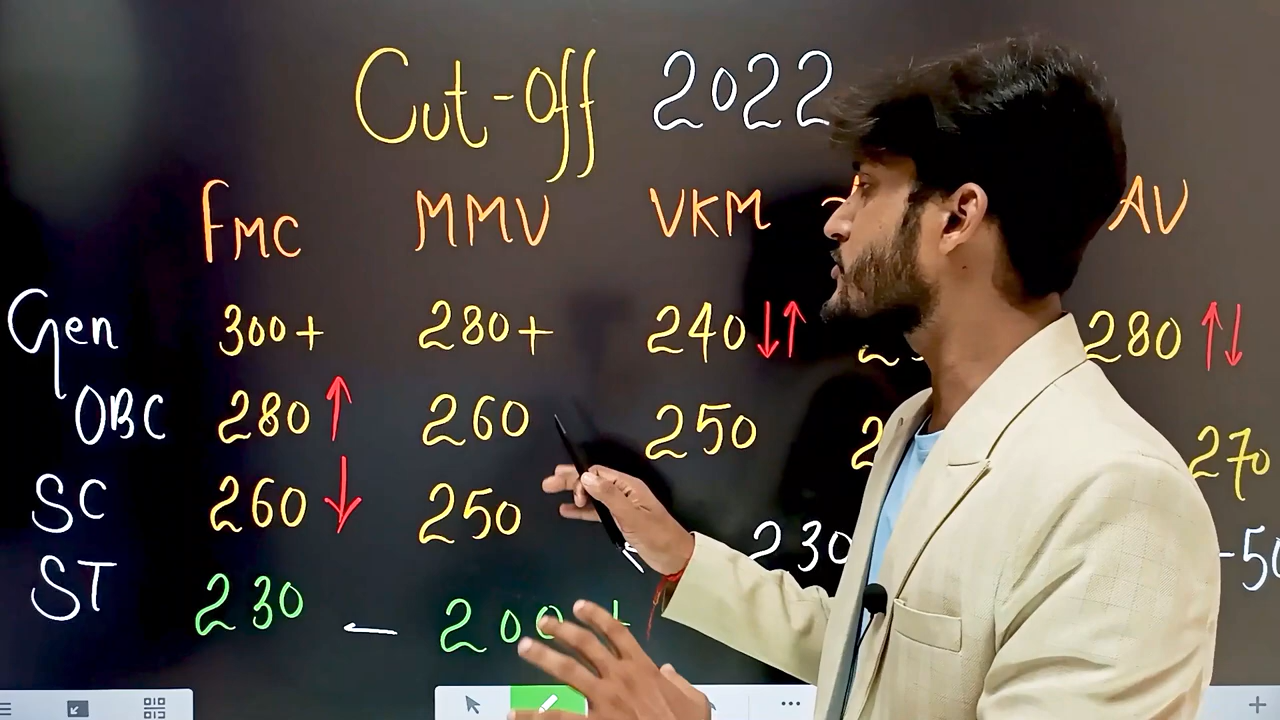 Cut-off 2022
FMC MMV VKM AV
Gen 300+ 280+ 240 280
OBC 280 260 250 270
SC 260 250 230
ST 230 - 200+